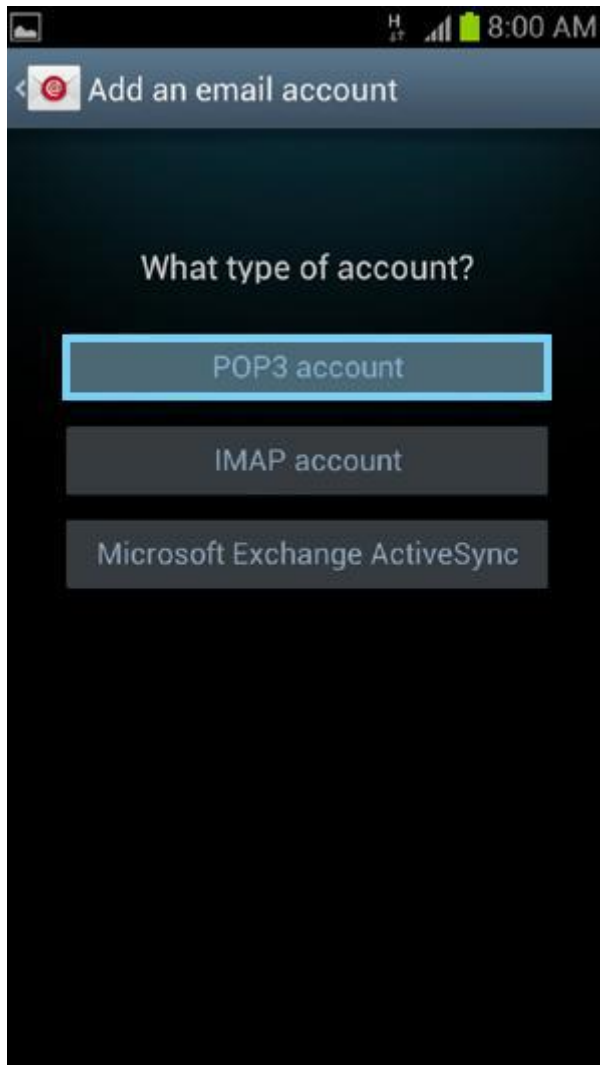 H 8:00 AM
Add an email account
What type of account?
POP3 account
IMAP account
Microsoft Exchange ActiveSync